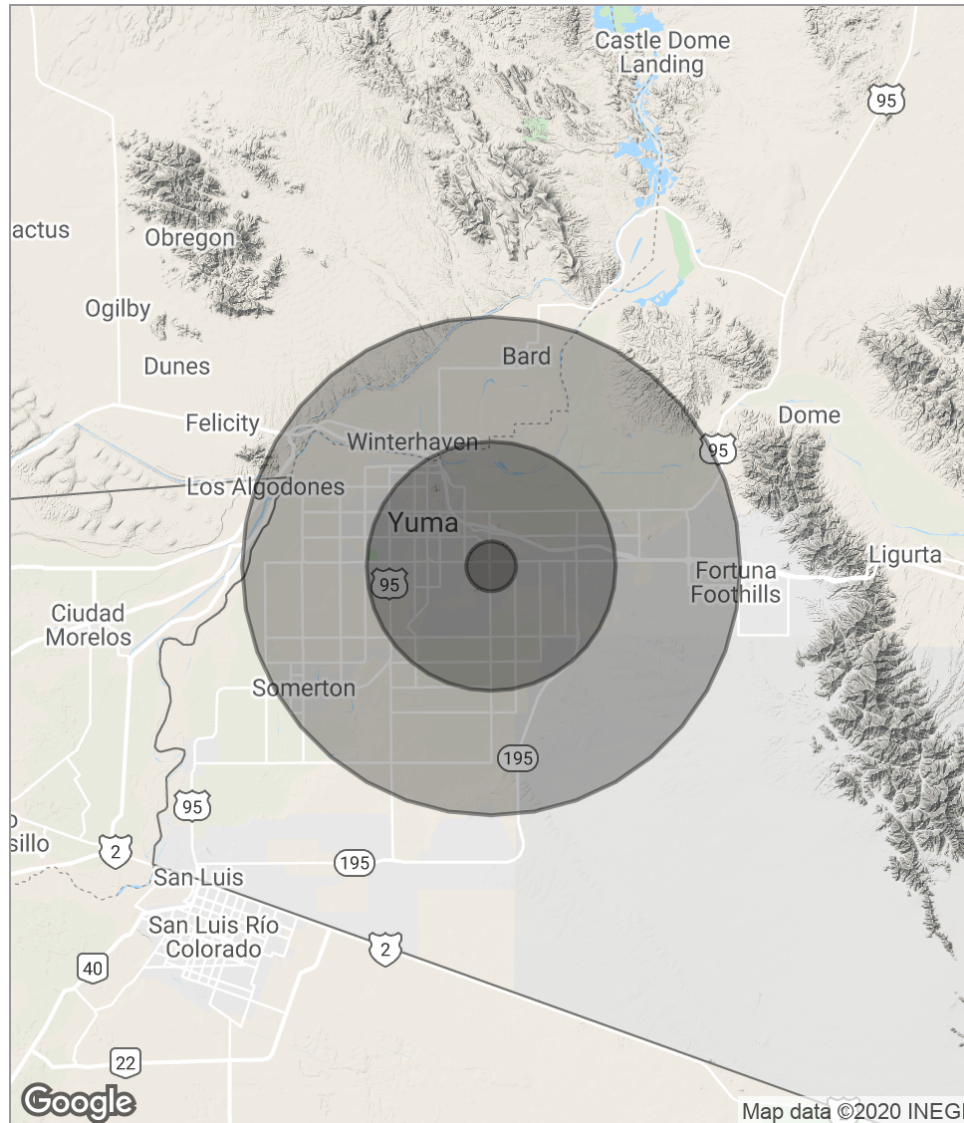 Castle Dome
Landing
95
actus
Obregon
Ogilby
Dunes
Bard
Felicity
Winterhaven
Dome
95
Los Algodones
Yuma
Ligurta
95
Fortuna
Foothills
Ciudad
Morelos
Somerton
195
95
sillo
2
195
San Luis
San Luis Río
Colorado
2
40
22
Google
Map data ©2020 INEGI